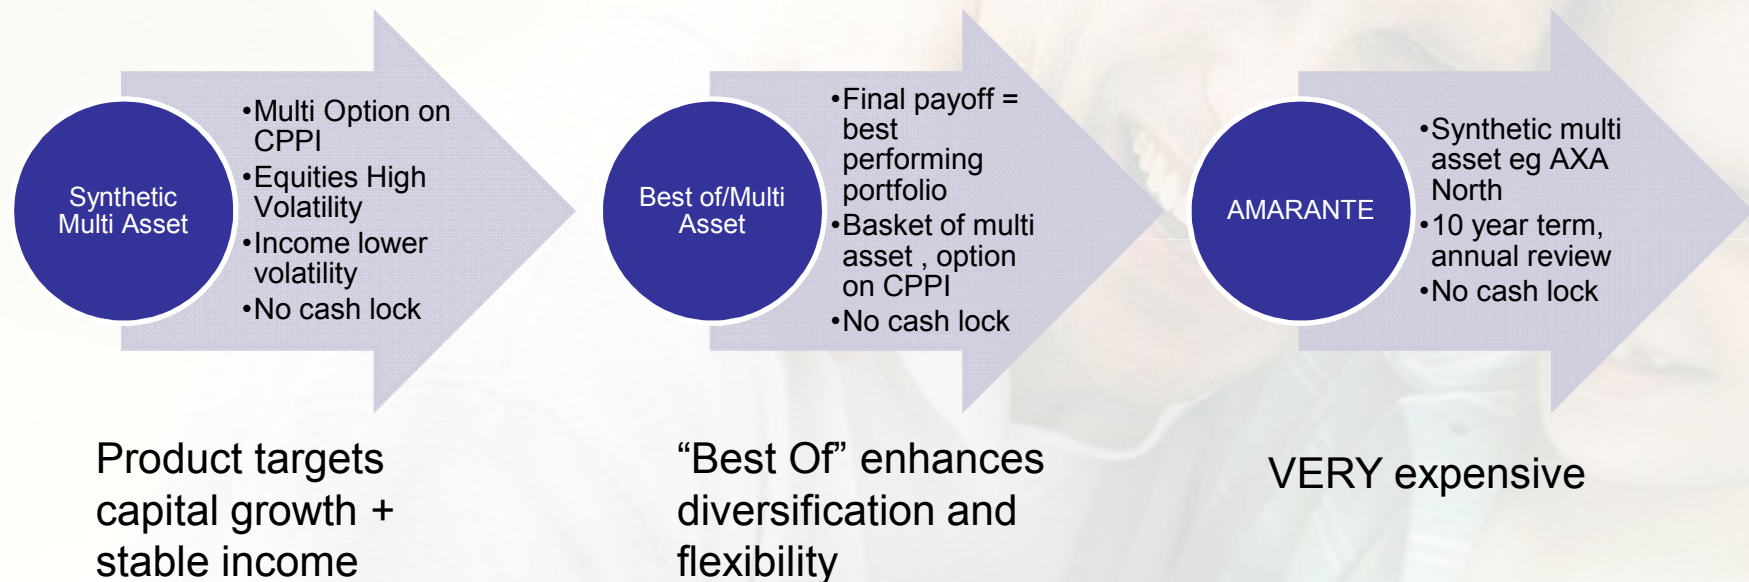 Synthetic
Multi Asset
•Multi Option on
CPPI
•Equities High
Volatility
•Income lower
volatility
•No cash lock
Product targets
capital growth +
stable income
Best of/Multi
Asset
•Final payoff =
best
performing
portfolio
•Basket of multi
asset , option
on CPPI
•No cash lock
“Best Of” enhances
diversification and
flexibility
AMARANTE
•Synthetic multi
asset eg AXA
North
•10 year term,
annual review
•No cash lock
VERY expensive